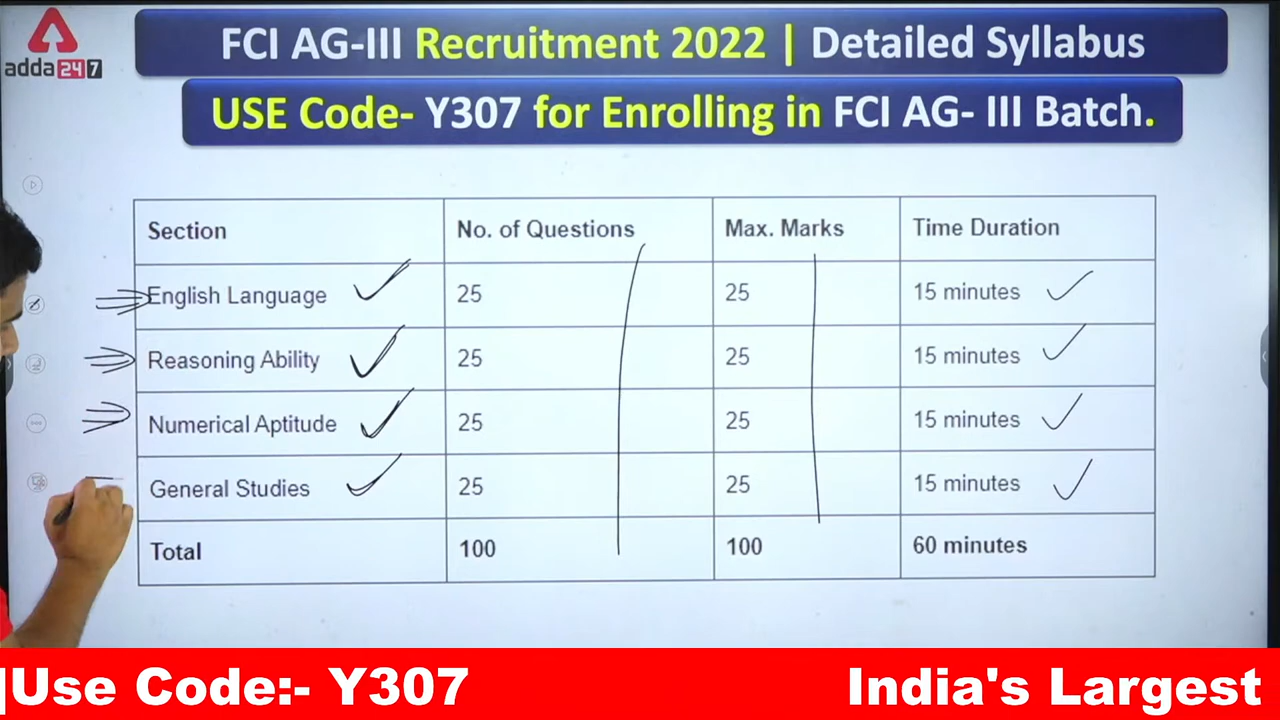 adda247
FCI AG-III Recruitment 2022 | Detailed Syllabus
USE Code- Y307 for Enrolling in FCI AG- III Batch.
Section No. of Questions Max. Marks Time Duration
English Language 25 25 15 minutes
Reasoning Ability 25 25 15 minutes
Numerical Aptitude 25 25 15 minutes
General Studies 25 25 15 minutes
Total 100 100 60 minutes
|Use Code:- Y307 India's Largest